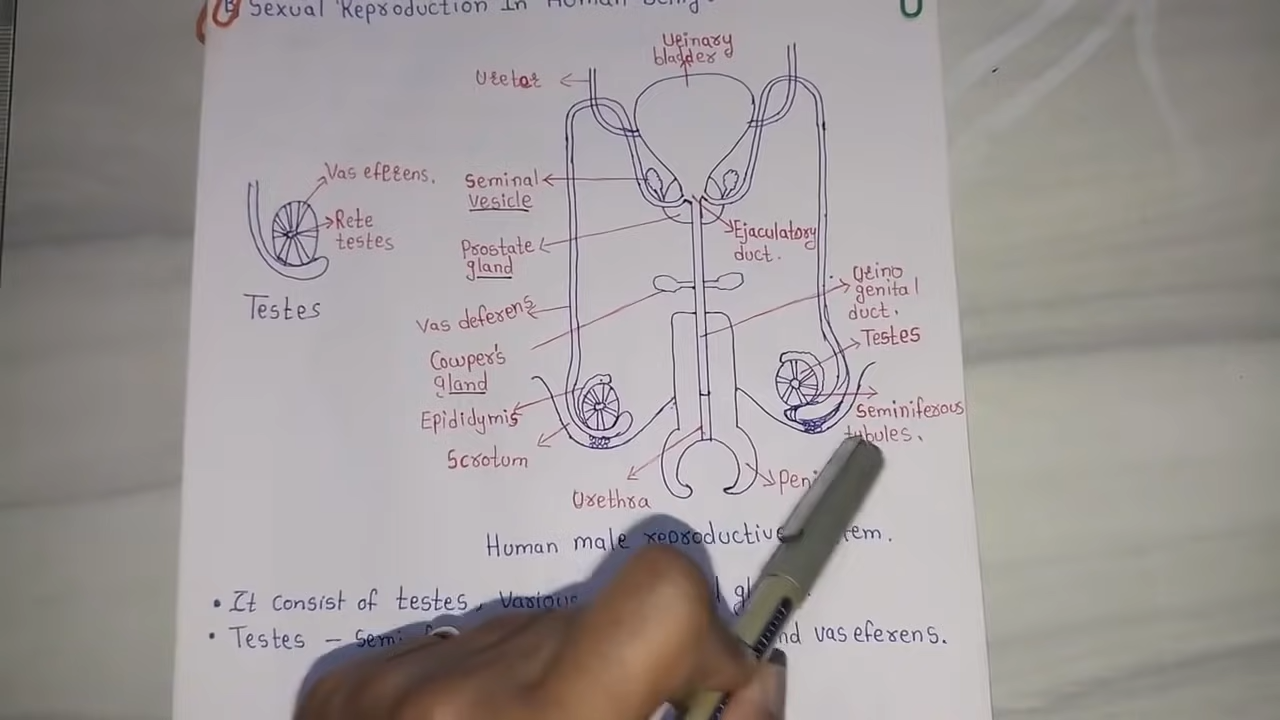 B Sexual Reproduction In Human Being
Urinary
bladder
Ureter
Vas efferens.
Seminal
vesicle
Rete
testes
Ejaculatory
duct.
Prostate
gland
Urino
genital
duct.
Testes
Vas deferens
Testes
Cowper's
gland
Epididymis
Seminiferous
tubules.
Scrotum
Urethra
Human male reproductive
• It consist of testes, Various
• Testes - vas eferens.